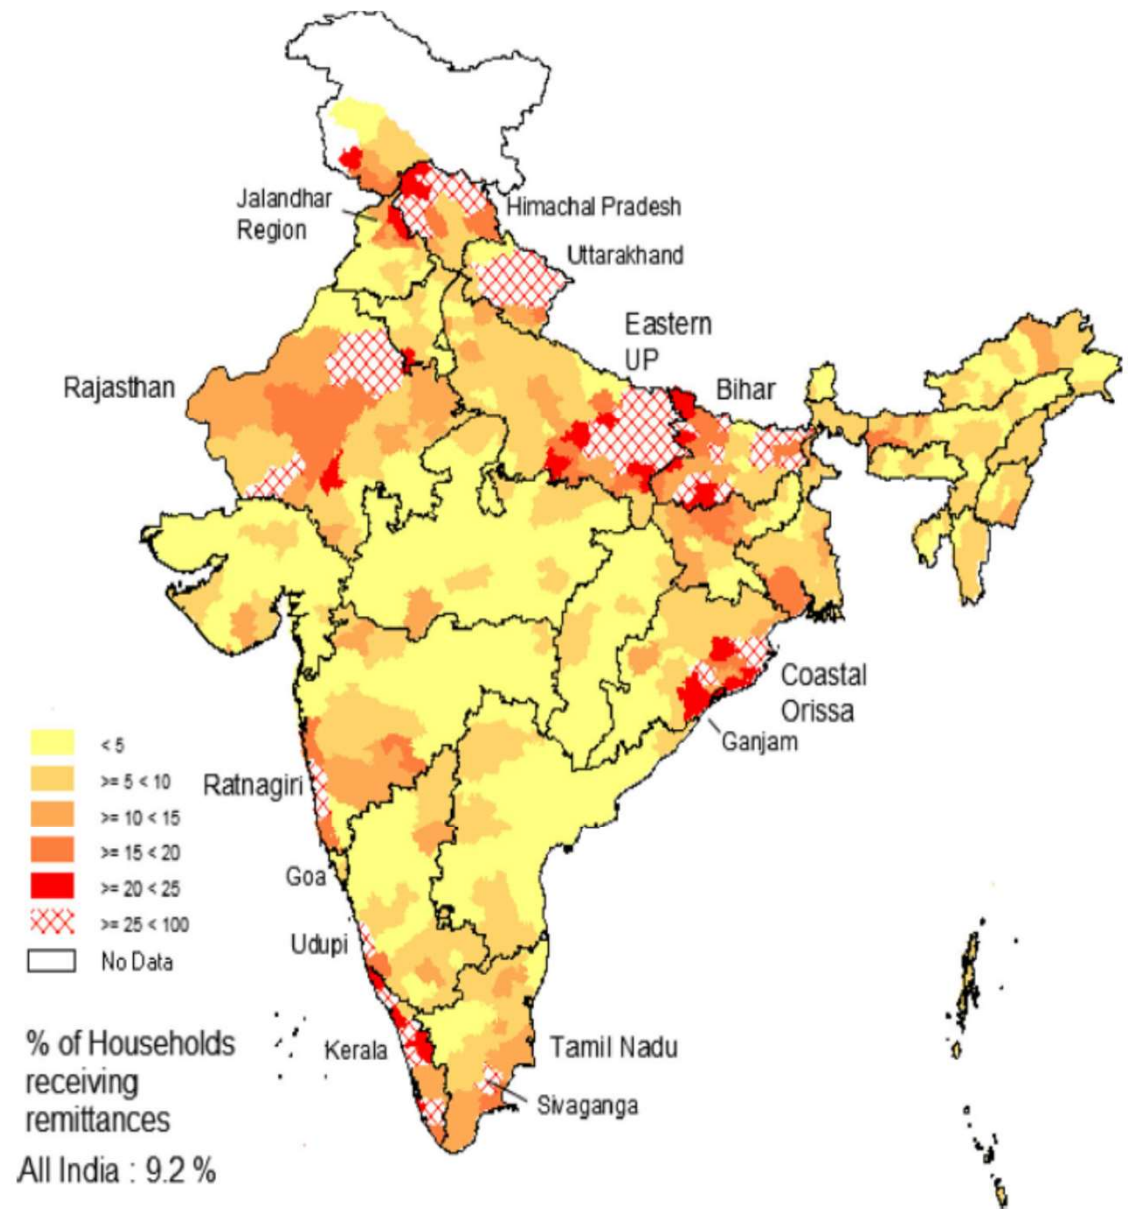 Jalandhar
Region
Himachal Pradesh
Uttarakhand
Eastern
UP
Bihar
Rajasthan
Coastal
Orissa
Ganjam
< 5
>= 5 < 10
>= 10 < 15
>= 15 < 20
>= 20 < 25
>= 25 < 100
No Data
Ratnagiri
Goa
Udupi
Kerala
Tamil Nadu
Sivaganga
% of Households
receiving
remittances
All India : 9.2 %